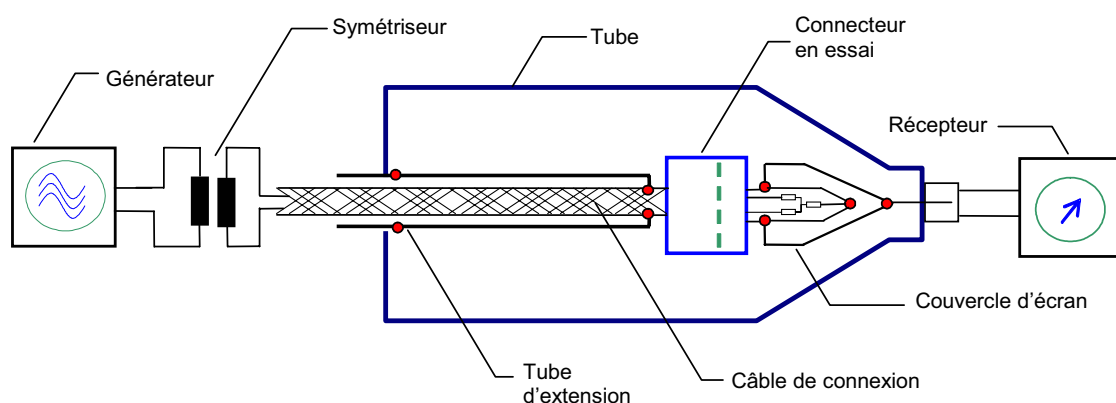 Symétriseur
Tube
Connecteur
en essai
Générateur
Récepteur
Couvercle d’écran
Tube
d’extension
Câble de connexion